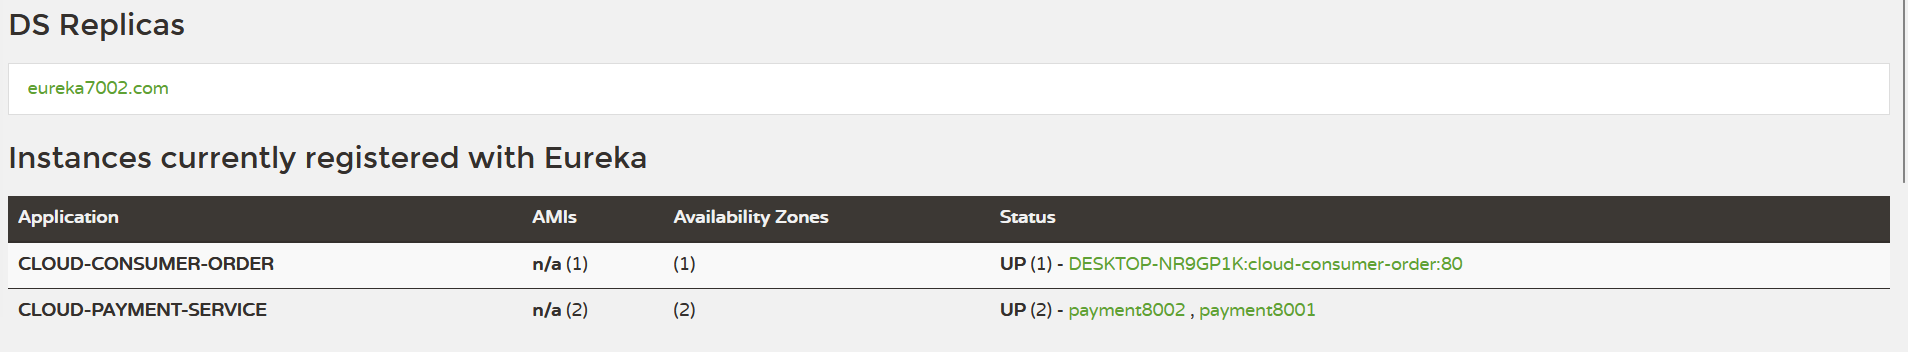 DS Replicas
eureka7002.com
Instances currently registered with Eureka
Application AMIs Availability Zones Status
CLOUD-CONSUMER-ORDER n/a (1) (1) UP (1) - DESKTOP-NR9GP1K:cloud-consumer-order:80
CLOUD-PAYMENT-SERVICE n/a (2) (2) UP (2) - payment8002 , payment8001